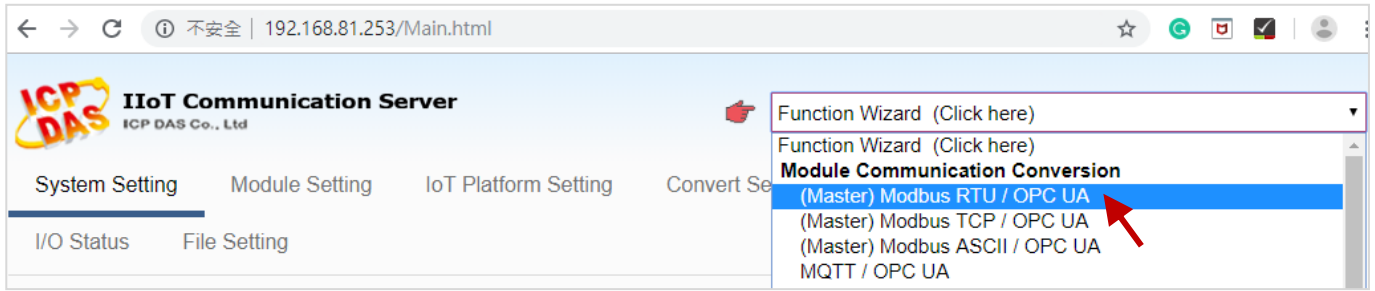 不安全 | 192.168.81.253/Main.html
ICP DAS
IIoT Communication Server
ICP DAS Co., Ltd
Function Wizard (Click here)
Function Wizard (Click here)
Module Communication Conversion
(Master) Modbus RTU / OPC UA
(Master) Modbus TCP / OPC UA
(Master) Modbus ASCII / OPC UA
MQTT / OPC UA
System Setting Module Setting IoT Platform Setting Convert Se
I/O Status File Setting